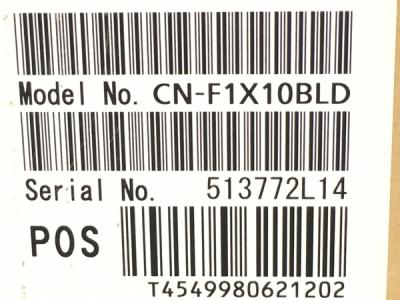 Model No. CN-F1X10BLD
Serial No. 513772L14
POS
T4549980621202